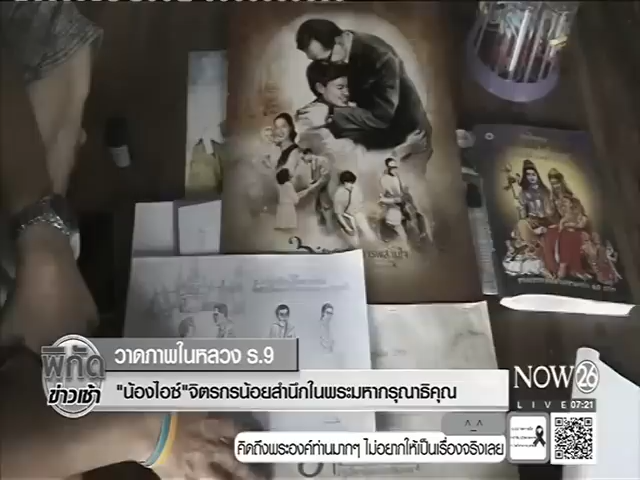 วาดภาพในหลวง ร.9
พิกัด
ข่าวเช้า
"น้องไอซ์"จิตรกรน้อยสำนึกในพระมหากรุณาธิคุณ
NOW26
LIVE 07:21
^_^
คิดถึงพระองค์ท่านมากๆ ไม่อยากให้เป็นเรื่องจริงเลย